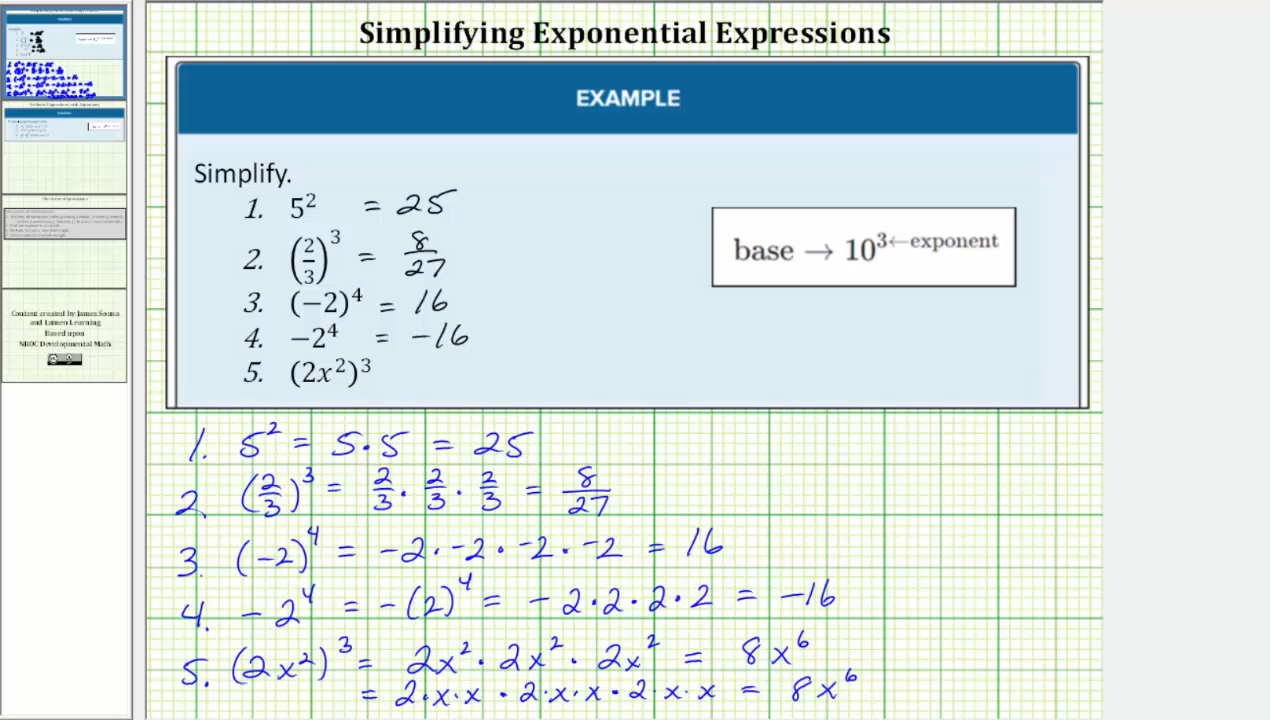 Simplifying Exponential Expressions
EXAMPLE
Simplify.
1. 5² = 25
2. (2/3)³ = 8/27
3. (−2)⁴ = 16
4. −2⁴ = −16
5. (2x²)³
base → 10³←exponent
1. 5² = 5·5 = 25
2. (2/3)³ = 2/3 · 2/3 · 2/3 = 8/27
3. (−2)⁴ = −2·−2·−2·−2 = 16
4. −2⁴ = −(2)⁴ = −2·2·2·2 = −16
5. (2x²)³ = 2x²·2x²·2x² = 8x⁶
= 2·x·x·2·x·x·2·x·x = 8x⁶
Content created by James Sousa
and Lumen Learning
Based upon
NROC Developmental Math